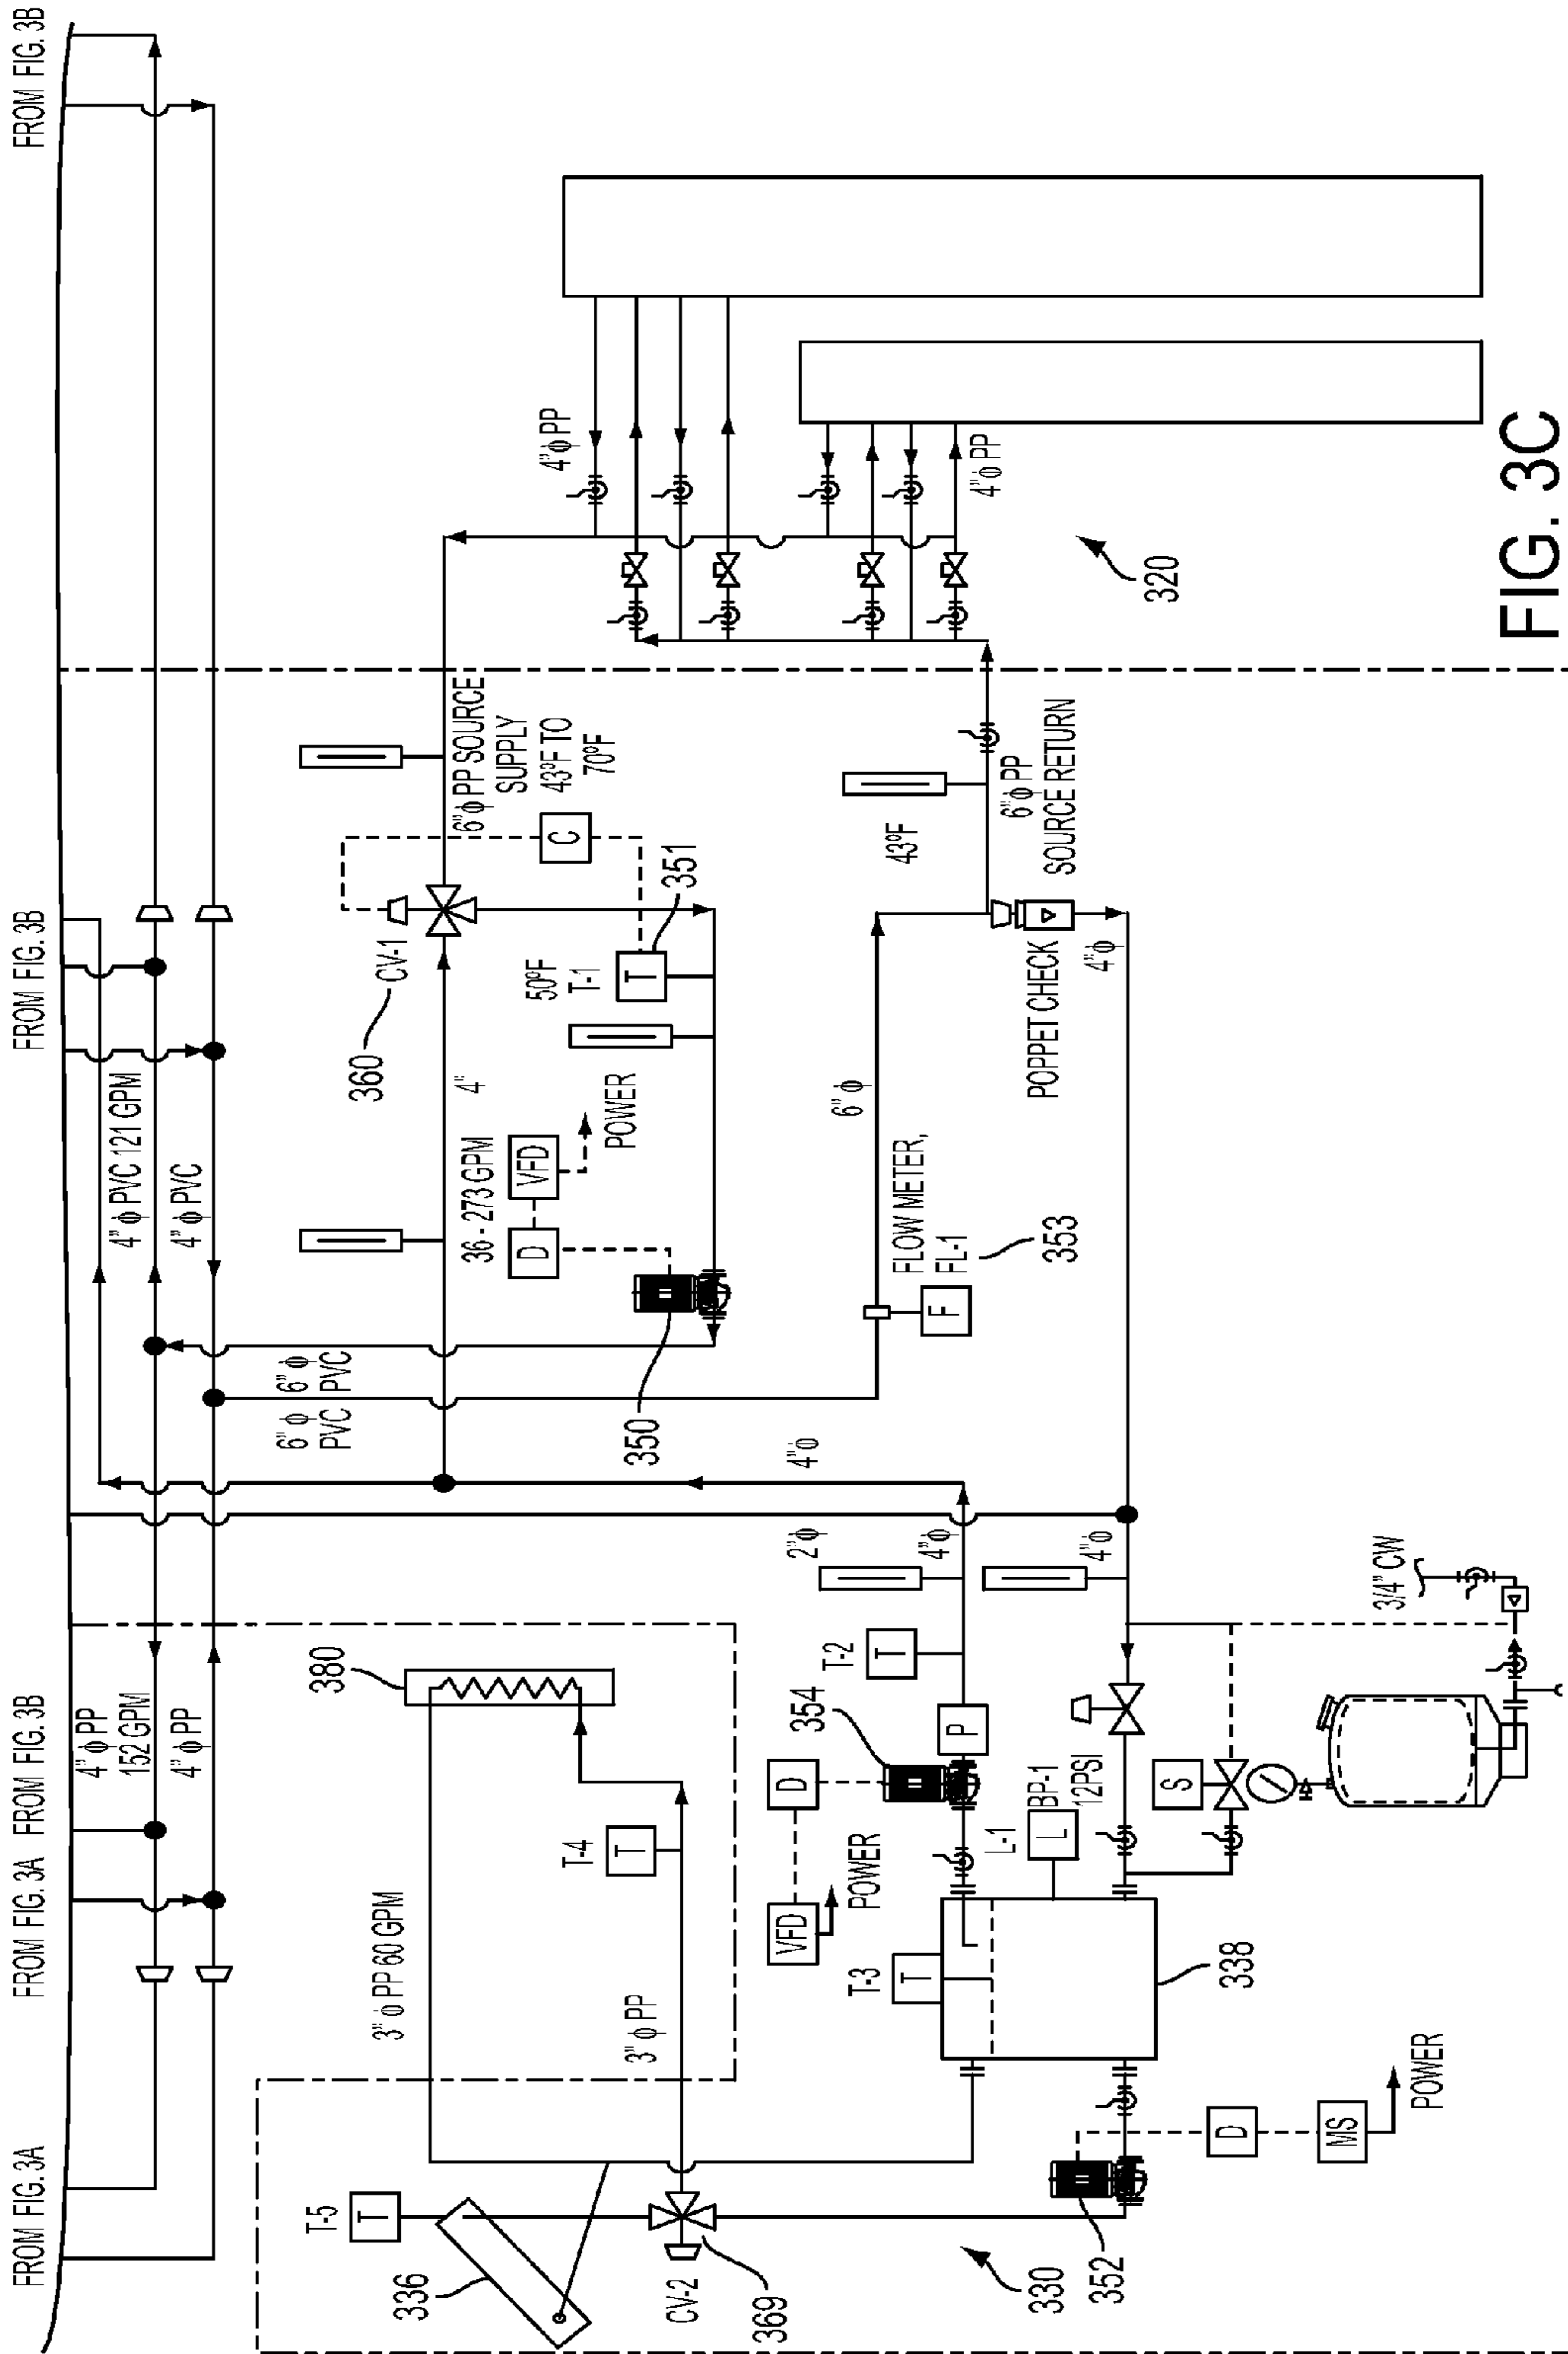 FROM FIG. 3A
FROM FIG. 3A
FROM FIG. 3B
FROM FIG. 3B
FROM FIG. 3B
4"ϕ PP
152 GPM
4"ϕ PP
4"ϕ PVC 121 GPM
4"ϕ PVC
6"ϕ
PVC
6"ϕ
PVC
T-5
T
336
CV-2
369
330
3"ϕ PP 60 GPM
380
T-4
T
3"ϕ PP
36 - 273 GPM
D
VFD
POWER
350
4"
360
CV-1
50°F
T-1
T
351
C
6"ϕ PP SOURCE
SUPPLY
43°F TO
70°F
4"ϕ PP
4"ϕ PP
320
VFD
POWER
D
354
P
T-2
T
2"ϕ
4"ϕ
4"ϕ
4"ϕ
FLOW METER,
FL-1
353
F
6"ϕ
POPPET CHECK
4"ϕ
43°F
6"ϕ PP
SOURCE RETURN
T-3
T
L-1
L
BP-1
12PSI
338
S
3/4" CW
352
D
MS
POWER
FIG. 3C